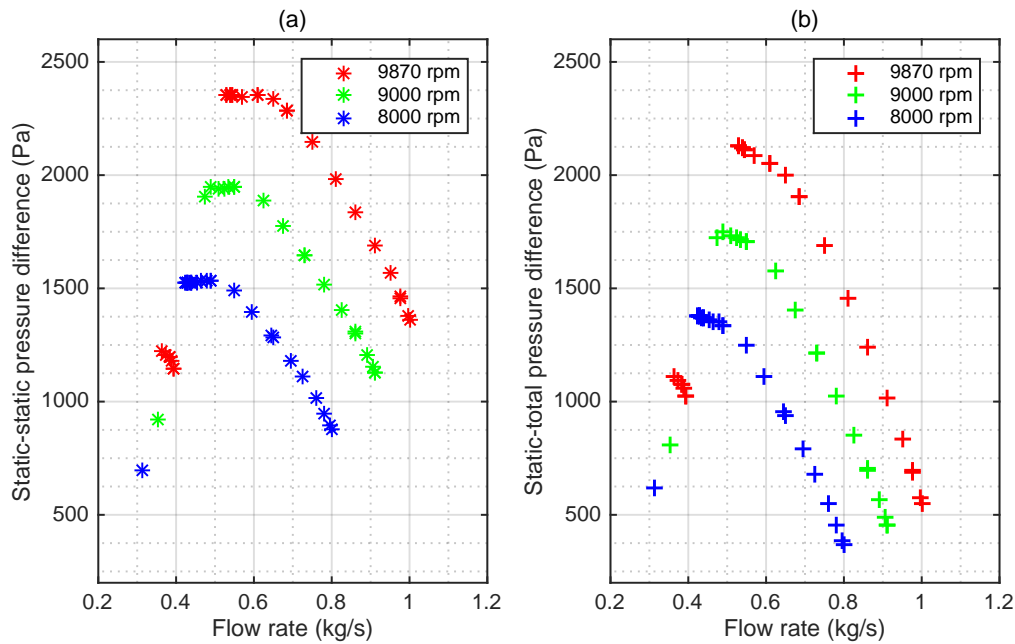 (a)
Static-static pressure difference (Pa)
2500
2000
1500
1000
500
0.2 0.4 0.6 0.8 1 1.2
Flow rate (kg/s)
9870 rpm
9000 rpm
8000 rpm
(b)
Static-total pressure difference (Pa)
2500
2000
1500
1000
500
0.2 0.4 0.6 0.8 1 1.2
Flow rate (kg/s)
9870 rpm
9000 rpm
8000 rpm